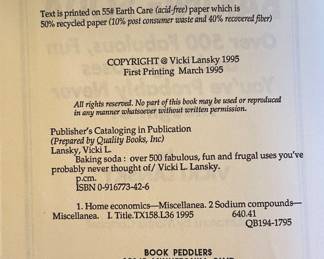 Text is printed on 55# Earth Care (acid-free) paper which is
50% recycled paper (10% post consumer waste and 40% recovered fiber)
COPYRIGHT @ Vicki Lansky 1995
First Printing March 1995
All rights reserved. No part of this book may be used or reproduced
in any manner whatsoever without written permission.
Publisher's Cataloging in Publication
(Prepared by Quality Books, Inc)
Lansky, Vicki L.
Baking soda : over 500 fabulous, fun and frugal uses you've
probably never thought of/ Vicki L. Lansky.
p.cm.
ISBN 0-916773-42-6
1. Home economics—Miscellanea. 2 Sodium compounds—
Miscellanea. I. Title.TX158.L36 1995 640.41
QB194-1795
BOOK PEDDLERS